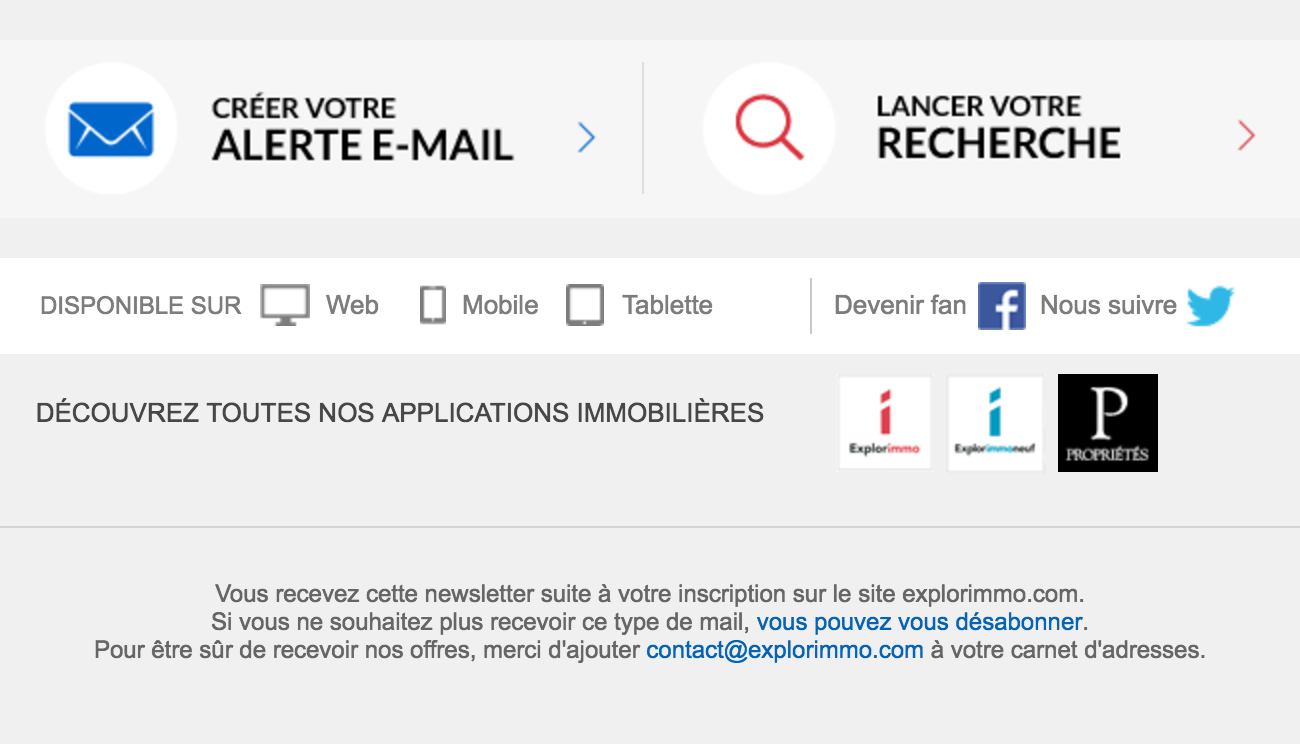 CRÉER VOTRE
ALERTE E-MAIL
LANCER VOTRE
RECHERCHE
DISPONIBLE SUR Web Mobile Tablette Devenir fan Nous suivre
DÉCOUVREZ TOUTES NOS APPLICATIONS IMMOBILIÈRES
Explorimmo
Explorimmoneuf
P
PROPRIÉTÉS
Vous recevez cette newsletter suite à votre inscription sur le site explorimmo.com.
Si vous ne souhaitez plus recevoir ce type de mail, vous pouvez vous désabonner.
Pour être sûr de recevoir nos offres, merci d'ajouter contact@explorimmo.com à votre carnet d'adresses.